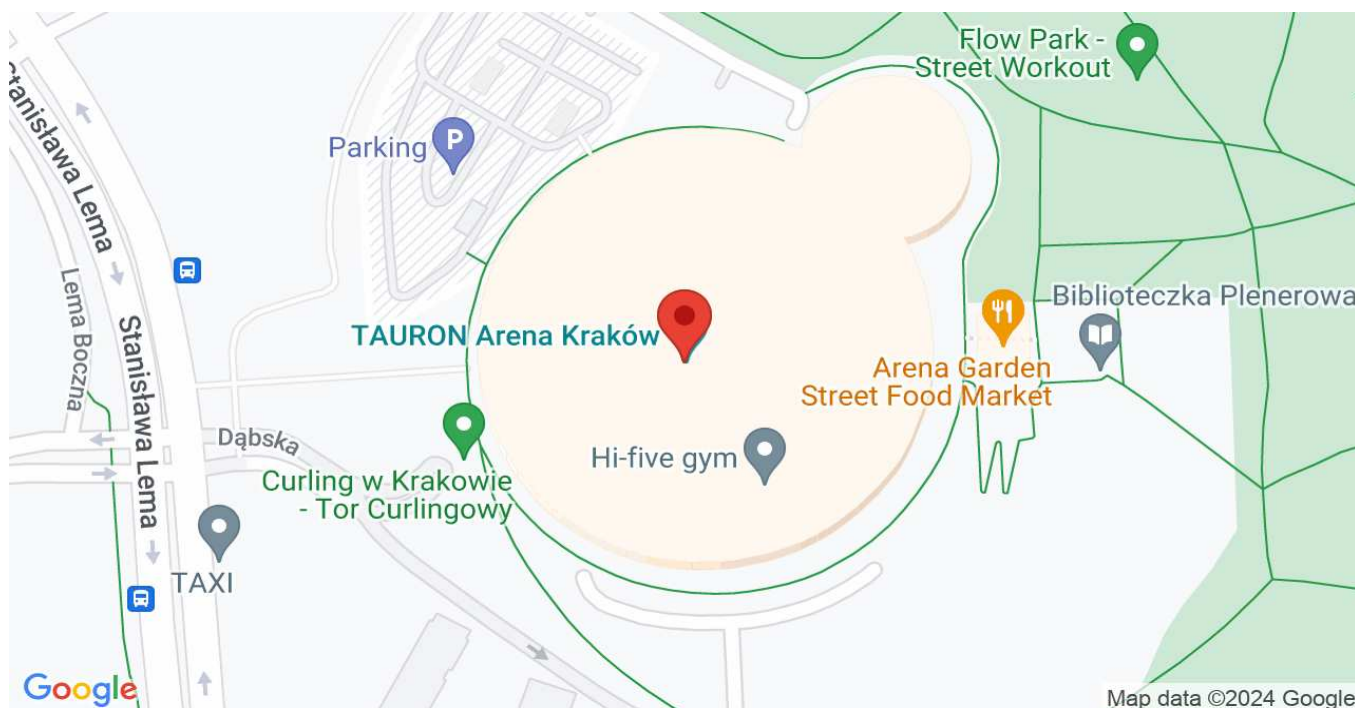 Flow Park -
Street Workout
Stanisława Lema
Parking
P
Lema Boczna
Biblioteczka Plenerowa
Stanisława Lema
TAURON Arena Kraków
Arena Garden
Street Food Market
Dąbska
Hi-five gym
Curling w Krakowie
- Tor Curlingowy
TAXI
Google
Map data ©2024 Google